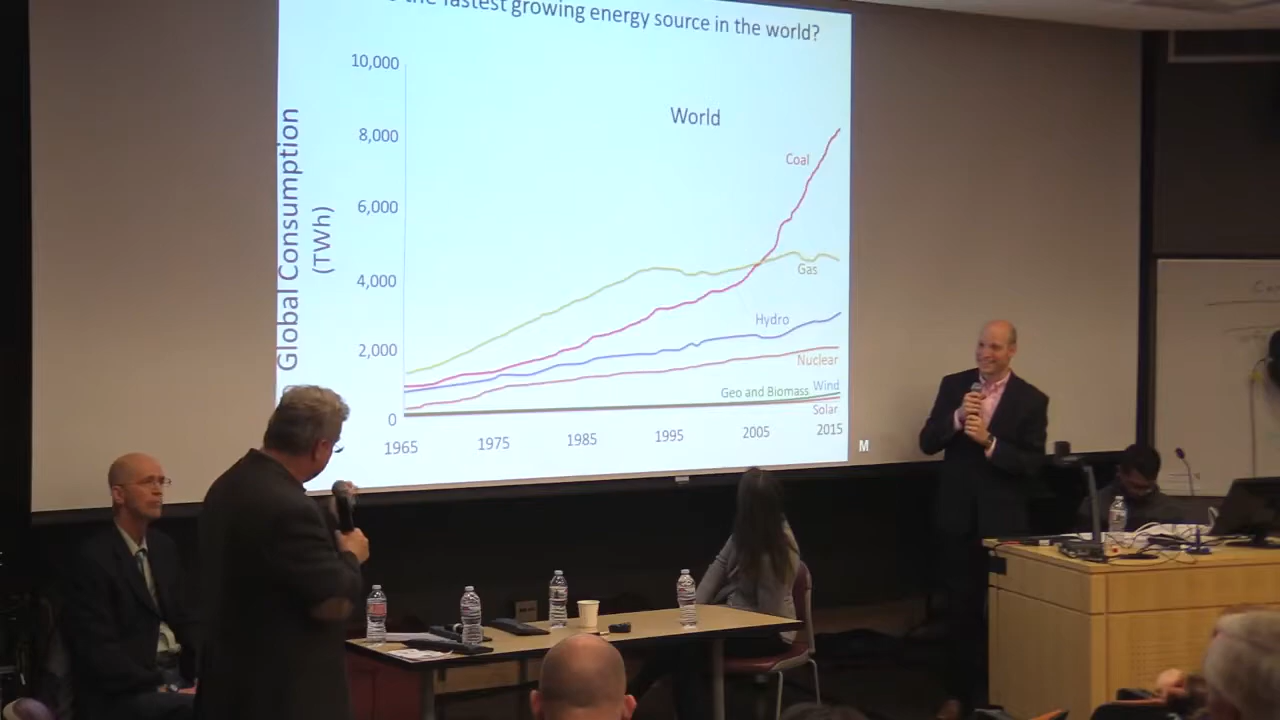 the fastest growing energy source in the world?
10,000
World
8,000
Coal
6,000
Global Consumption
(TWh)
4,000
Gas
Hydro
2,000
Nuclear
Geo and Biomass
Wind
Solar
0
1965
1975
1985
1995
2005
2015
M